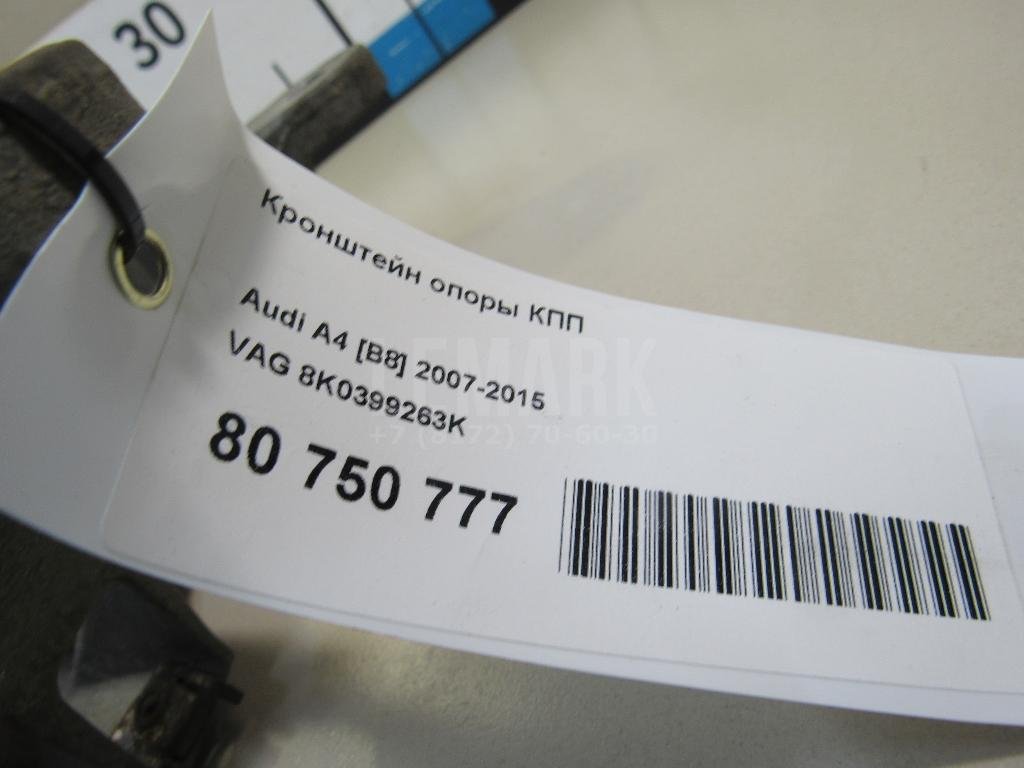 30
Кронштейн опоры КПП
Audi A4 [B8] 2007-2015
VAG 8K0399263K
80 750 777